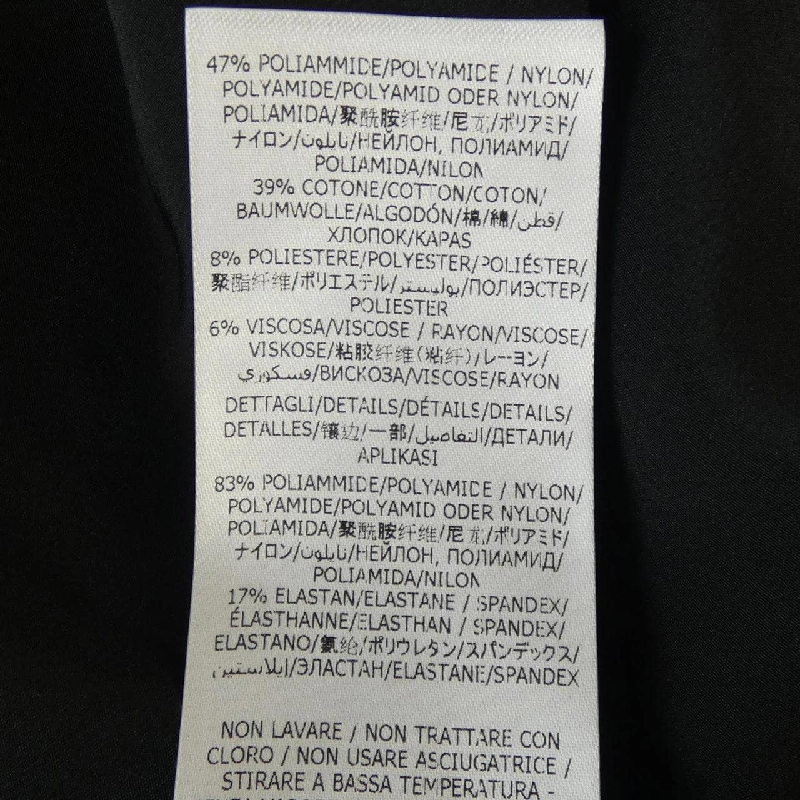 47% POLIAMMIDE/POLYAMIDE / NYLON/
POLYAMIDE/POLYAMID ODER NYLON/
POLIAMIDA/聚酰胺纤维/尼龙/ポリアミド/
ナイロン/نايلون/НЕЙЛОН, ПОЛИАМИД/
POLIAMIDA/NILON
39% COTONE/COTTON/COTON/
BAUMWOLLE/ALGODÓN/棉/綿/قطن/
ХЛОПОК/KAPAS
8% POLIESTERE/POLYESTER/POLIÉSTER/
聚酯纤维/ポリエステル/بوليستر/ПОЛИЭСТЕР/
POLIESTER
6% VISCOSA/VISCOSE / RAYON/VISCOSE/
VISKOSE/粘胶纤维(粘纤)/レーヨン/
فسكوري/ВИСКОЗА/VISCOSE/RAYON
DETTAGLI/DETAILS/DÉTAILS/DETAILS/
DETALLES/镶边/一部/التفاصيل/ДЕТАЛИ/
APLIKASI
83% POLIAMMIDE/POLYAMIDE / NYLON/
POLYAMIDE/POLYAMID ODER NYLON/
POLIAMIDA/聚酰胺纤维/尼龙/ポリアミド/
ナイロン/نايلون/НЕЙЛОН, ПОЛИАМИД/
POLIAMIDA/NILON
17% ELASTAN/ELASTANE / SPANDEX/
ÉLASTHANNE/ELASTHAN / SPANDEX/
ELASTANO/氨纶/ポリウレタン/スパンデックス/
إيلاستين/ЭЛАСТАН/ELASTANE/SPANDEX
NON LAVARE / NON TRATTARE CON
CLORO / NON USARE ASCIUGATRICE /
STIRARE A BASSA TEMPERATURA -